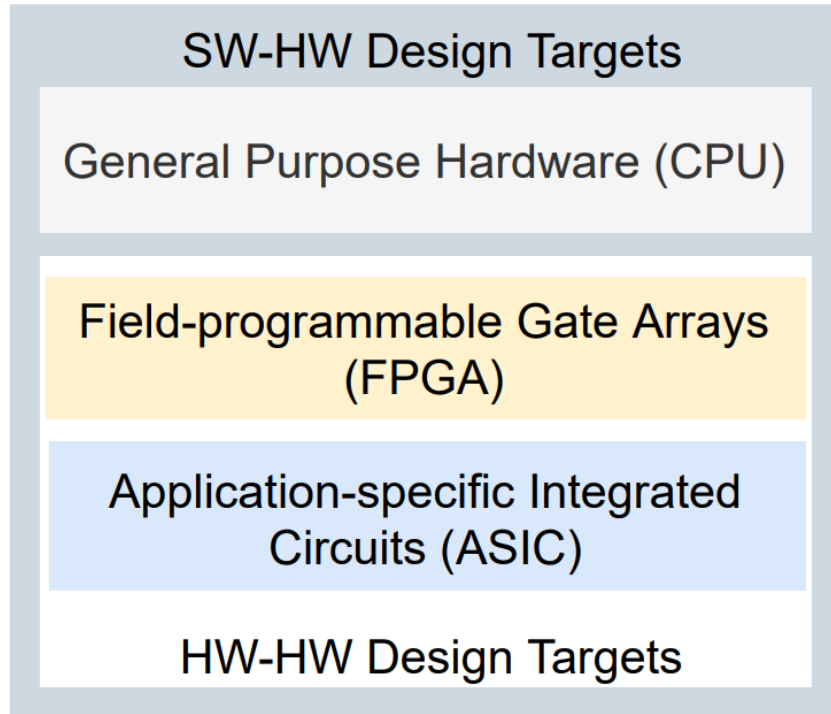 SW-HW Design Targets
General Purpose Hardware (CPU)
Field-programmable Gate Arrays
(FPGA)
Application-specific Integrated
Circuits (ASIC)
HW-HW Design Targets